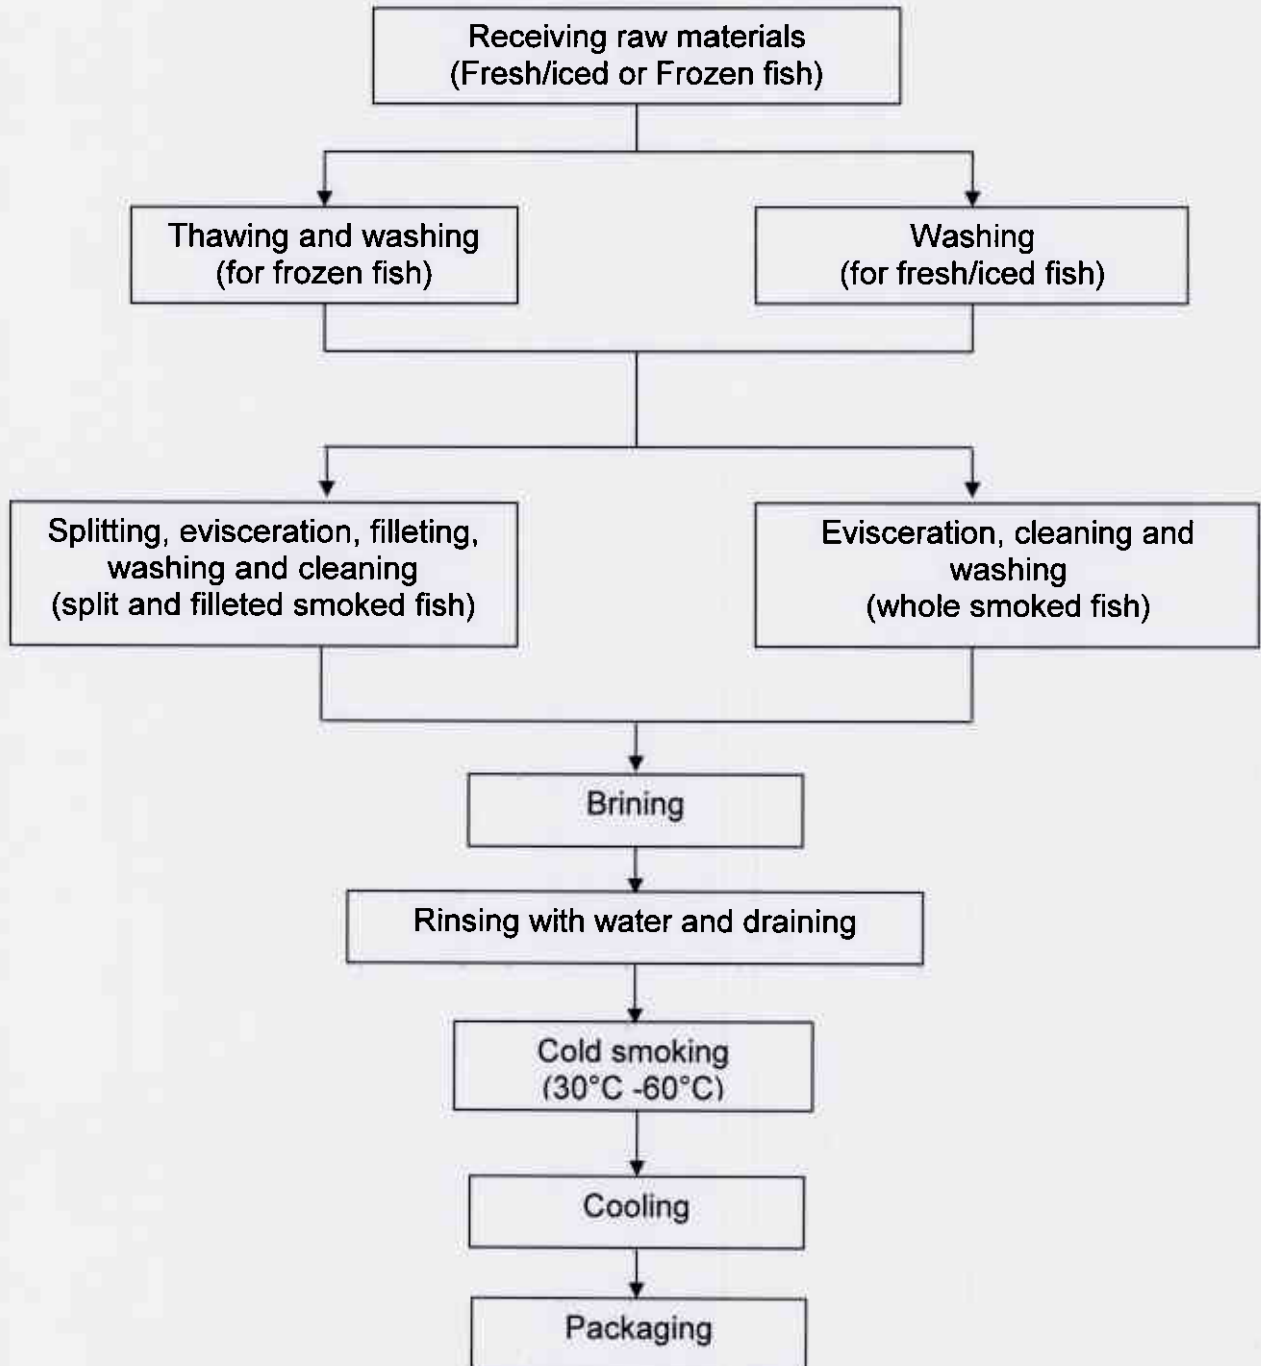 Receiving raw materials
(Fresh/iced or Frozen fish)
Thawing and washing
(for frozen fish)
Washing
(for fresh/iced fish)
Splitting, evisceration, filleting,
washing and cleaning
(split and filleted smoked fish)
Evisceration, cleaning and
washing
(whole smoked fish)
Brining
Rinsing with water and draining
Cold smoking
(30°C -60°C)
Cooling
Packaging